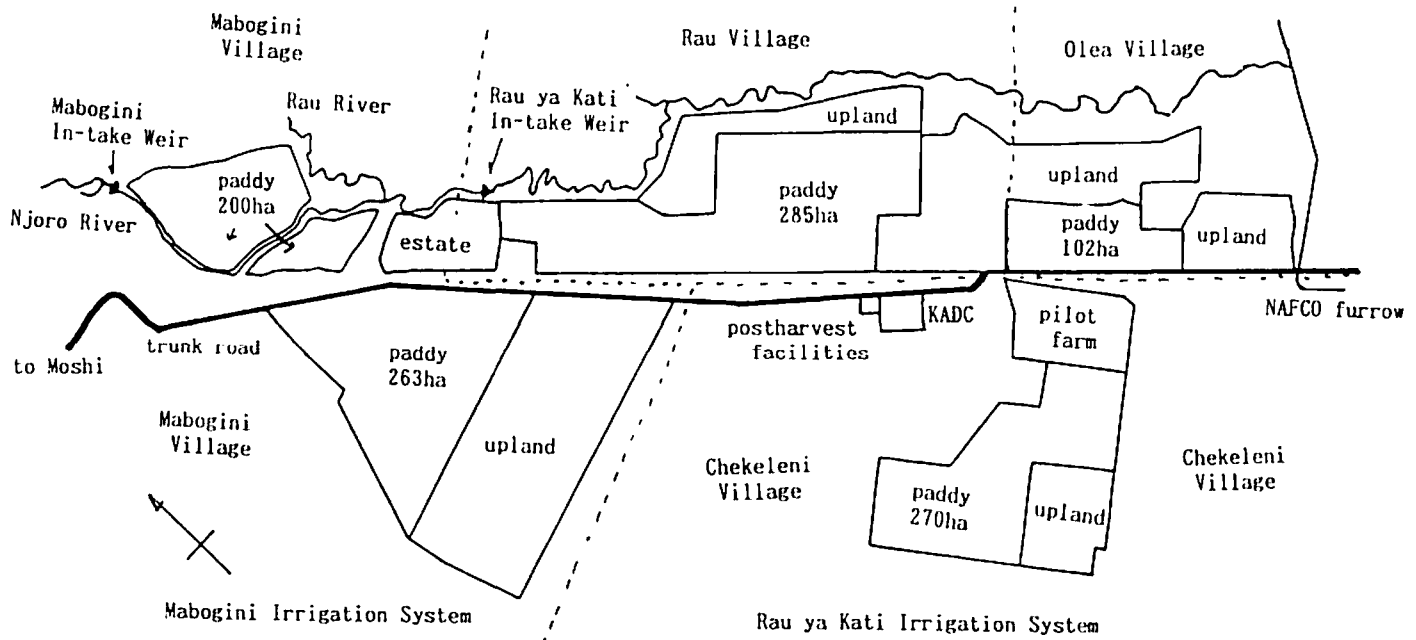 Mabogini
Village
Rau Village
Olea Village
Mabogini
In-take Weir
Rau River
Rau ya Kati
In-take Weir
upland
paddy
200ha
paddy
285ha
upland
Njoro River
estate
paddy
102ha
upland
to Moshi
trunk road
paddy
263ha
postharvest
facilities
KADC
pilot
farm
NAFCO furrow
Mabogini
Village
upland
Chekeleni
Village
paddy
270ha
upland
Chekeleni
Village
Mabogini Irrigation System
Rau ya Kati Irrigation System